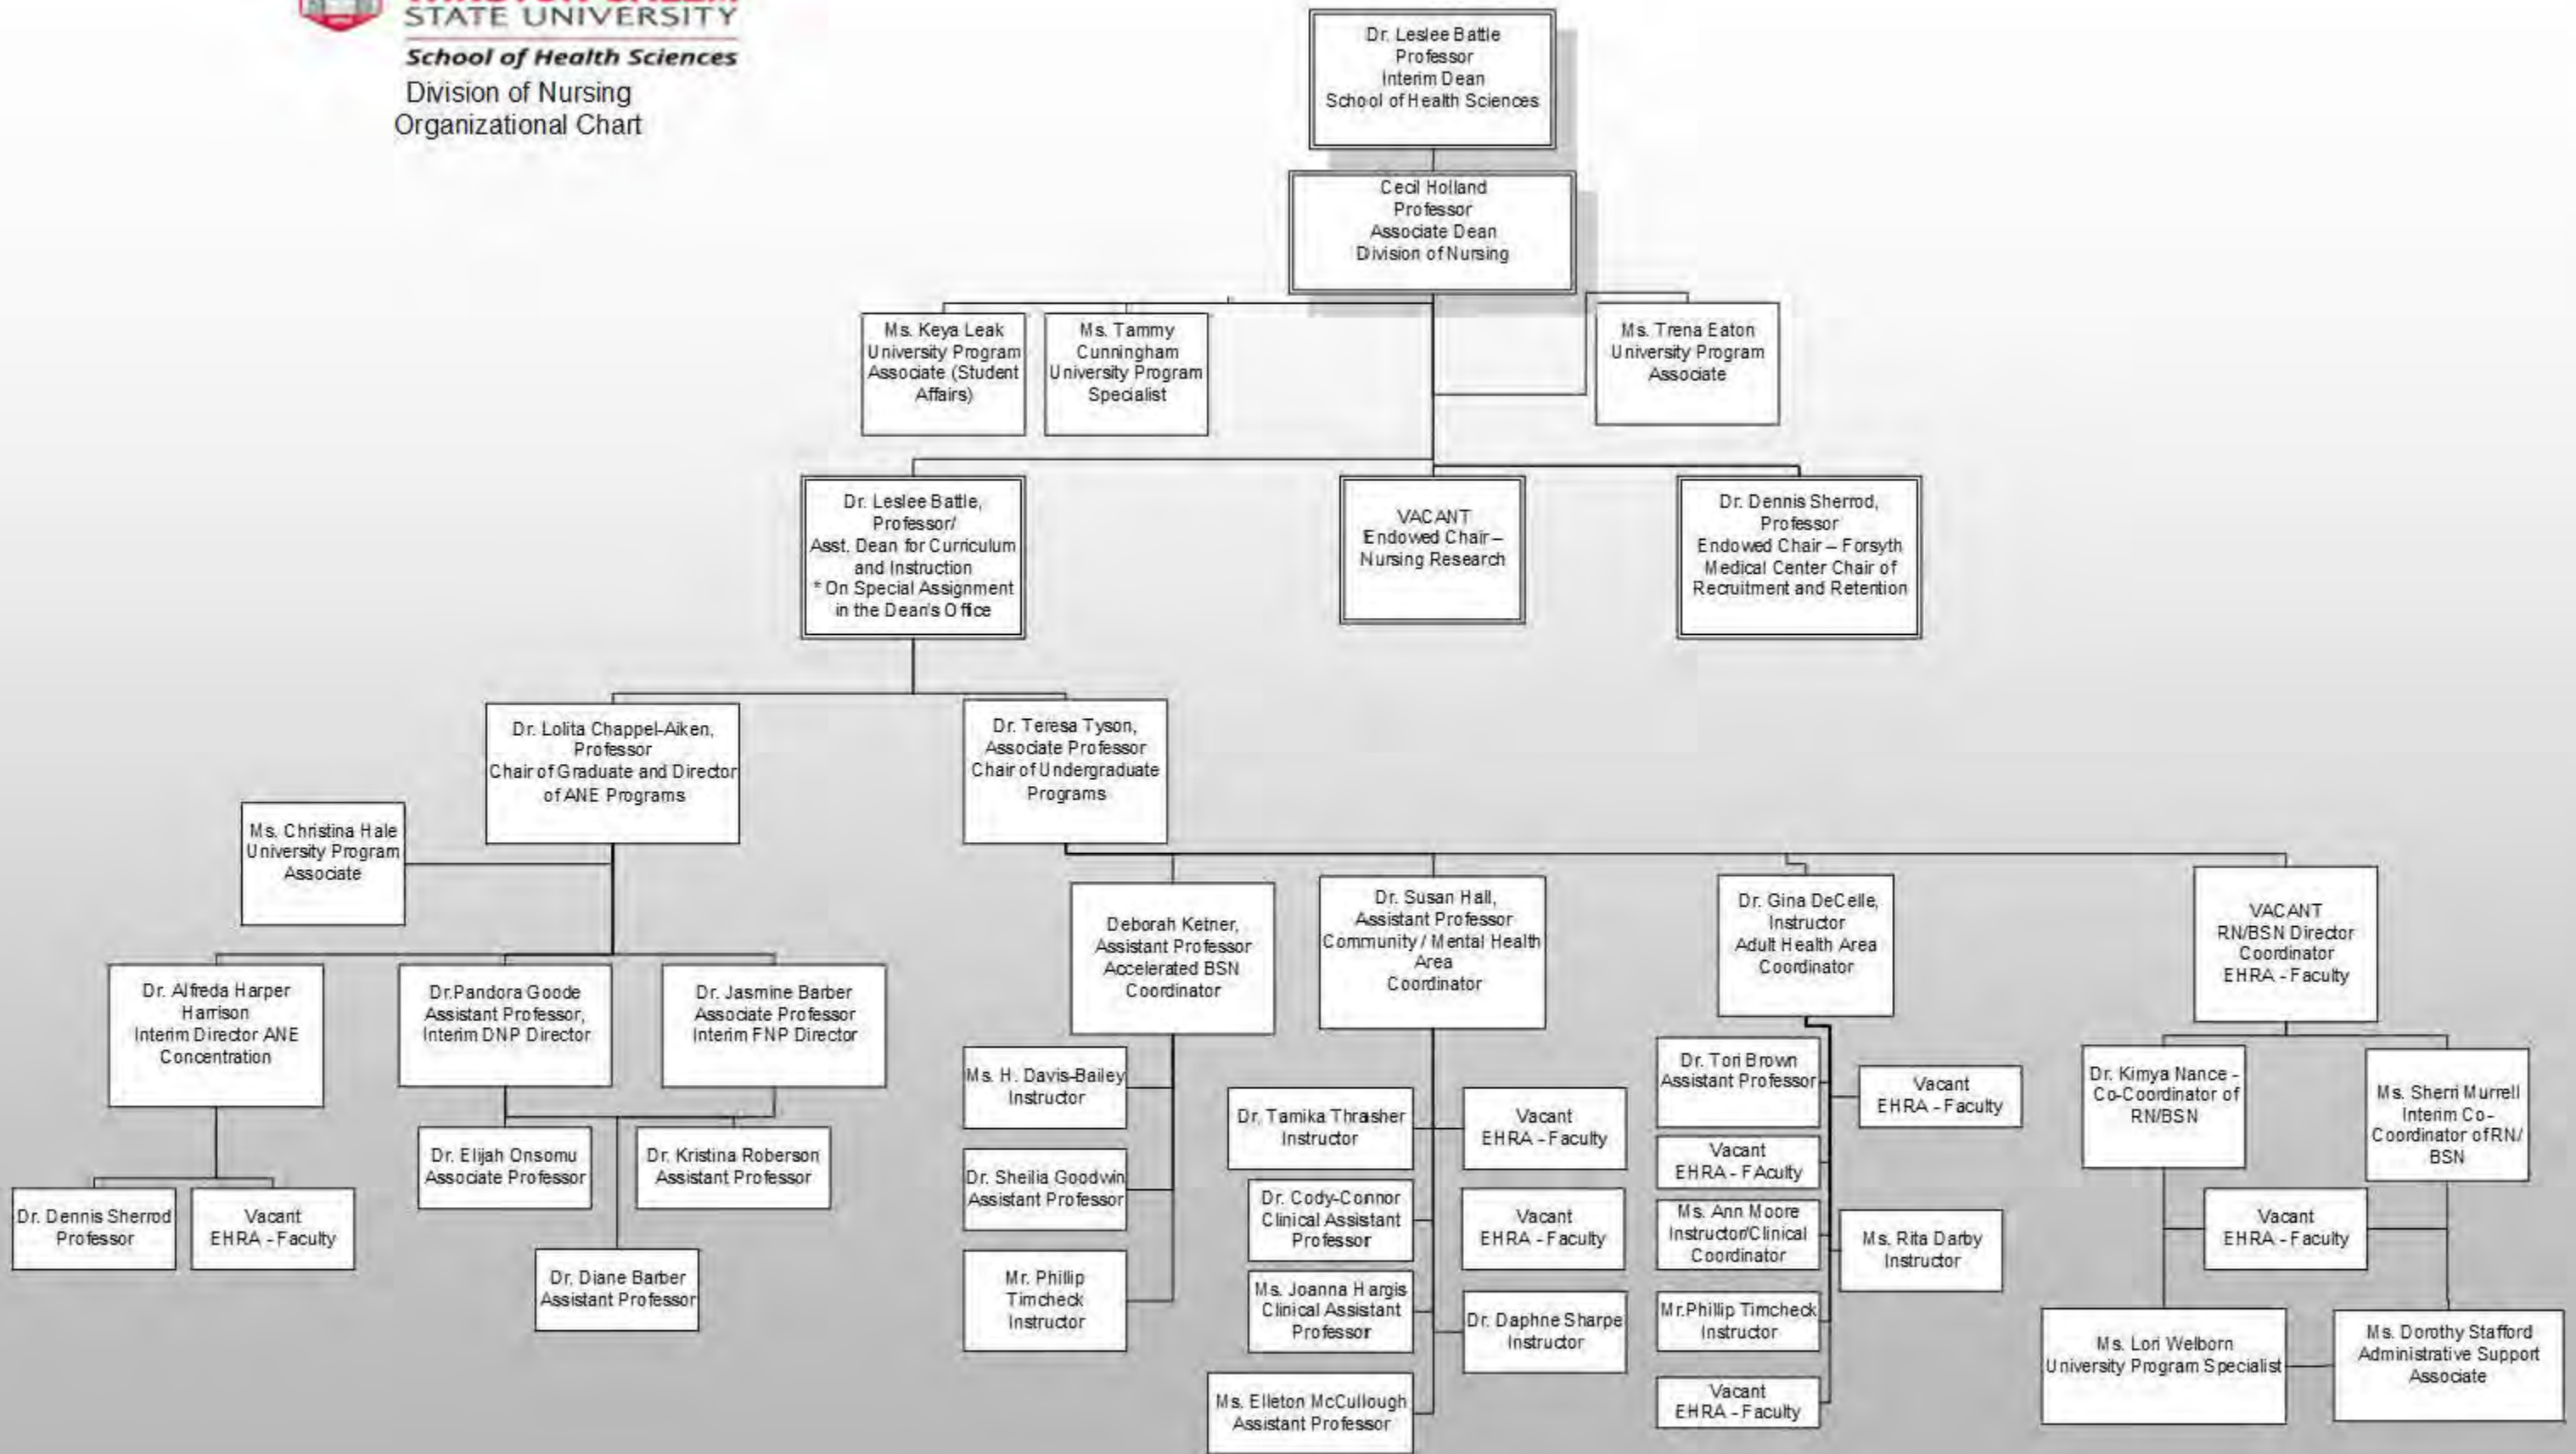 STATE UNIVERSITY
School of Health Sciences
Division of Nursing
Organizational Chart
Dr. Leslee Battle
Professor
Interim Dean
School of Health Sciences
Cecil Holland
Professor
Associate Dean
Division of Nursing
Ms. Keya Leak
University Program
Associate (Student
Affairs)
Ms. Tammy
Cunningham
University Program
Specialist
Ms. Trena Eaton
University Program
Associate
Dr. Leslee Battle,
Professor/
Asst. Dean for Curriculum
and Instruction
* On Special Assignment
in the Dean's Office
VACANT
Endowed Chair –
Nursing Research
Dr. Dennis Sherrod,
Professor
Endowed Chair – Forsyth
Medical Center Chair of
Recruitment and Retention
Dr. Lolita Chappel-Aiken,
Professor
Chair of Graduate and Director
of ANE Programs
Dr. Teresa Tyson,
Associate Professor
Chair of Undergraduate
Programs
Ms. Christina Hale
University Program
Associate
Dr. Alfreda Harper
Harrison
Interim Director ANE
Concentration
Dr.Pandora Goode
Assistant Professor,
Interim DNP Director
Dr. Jasmine Barber
Associate Professor
Interim FNP Director
Deborah Ketner,
Assistant Professor
Accelerated BSN
Coordinator
Dr. Susan Hall,
Assistant Professor
Community / Mental Health
Area
Coordinator
Dr. Gina DeCelle,
Instructor
Adult Health Area
Coordinator
VACANT
RN/BSN Director
Coordinator
EHRA - Faculty
Dr. Dennis Sherrod
Professor
Vacant
EHRA - Faculty
Dr. Elijah Onsomu
Associate Professor
Dr. Kristina Roberson
Assistant Professor
Dr. Diane Barber
Assistant Professor
Ms. H. Davis-Bailey
Instructor
Dr. Sheilia Goodwin
Assistant Professor
Mr. Phillip
Timcheck
Instructor
Dr. Tamika Thrasher
Instructor
Vacant
EHRA - Faculty
Dr. Cody-Connor
Clinical Assistant
Professor
Vacant
EHRA - Faculty
Ms. Joanna Hargis
Clinical Assistant
Professor
Dr. Daphne Sharpe
Instructor
Ms. Elleton McCullough
Assistant Professor
Dr. Tori Brown
Assistant Professor
Vacant
EHRA - Faculty
Vacant
EHRA - FAculty
Ms. Ann Moore
Instructor/Clinical
Coordinator
Ms. Rita Darby
Instructor
Mr.Phillip Timcheck
Instructor
Vacant
EHRA - Faculty
Dr. Kimya Nance -
Co-Coordinator of
RN/BSN
Ms. Sherri Murrell
Interim Co-
Coordinator of RN/
BSN
Vacant
EHRA - Faculty
Ms. Lori Welborn
University Program Specialist
Ms. Dorothy Stafford
Administrative Support
Associate